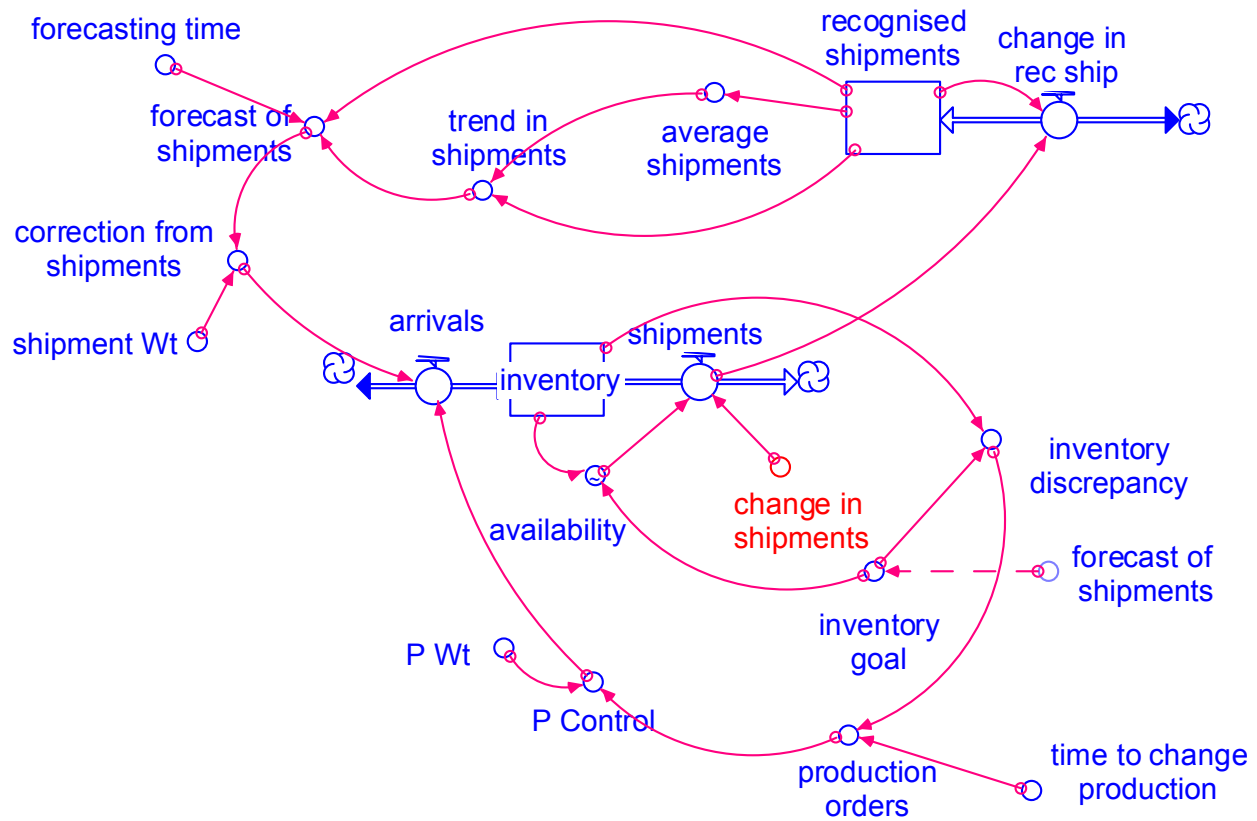 forecasting time
recognised
shipments
change in
rec ship
forecast of
shipments
trend in
shipments
average
shipments
correction from
shipments
shipment Wt
arrivals
shipments
inventory
inventory
discrepancy
availability
change in
shipments
forecast of
shipments
inventory
goal
P Wt
P Control
production
orders
time to change
production